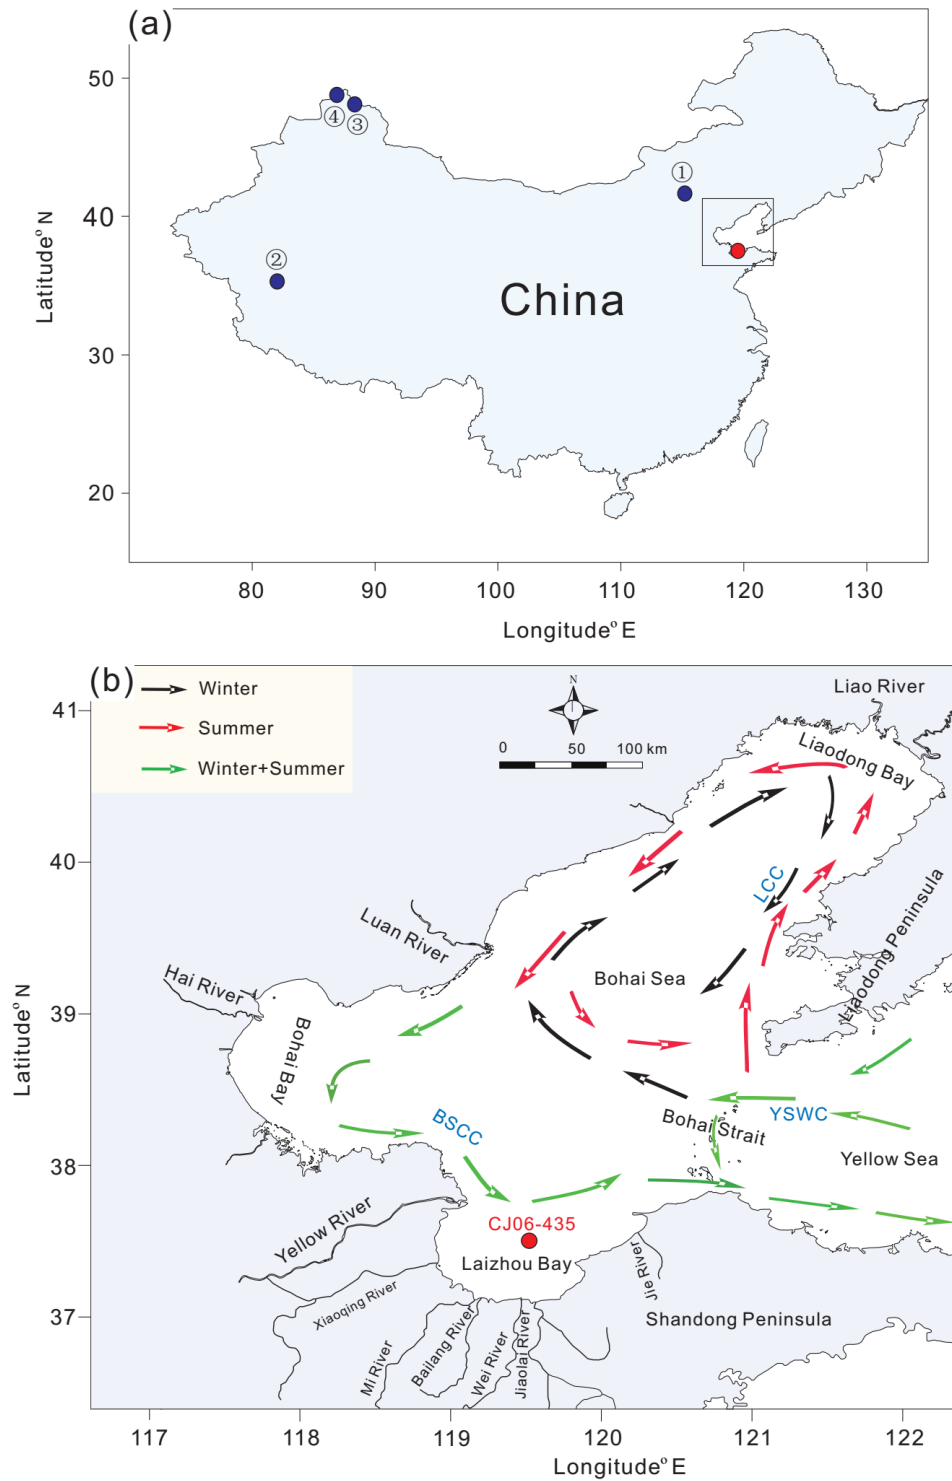 (a)
50
40
30
20
Latitude° N
④
③
①
②
China
80
90
100
110
120
130
Longitude° E
(b)
Winter
Summer
Winter+Summer
N
0
50
100 km
Liao River
Liaodong Bay
41
40
39
38
37
Latitude° N
LCC
Luan River
Hai River
Liaodong Peninsula
Bohai Sea
Bohai Bay
BSCC
YSWC
Bohai Strait
Yellow Sea
Yellow River
CJ06-435
Laizhou Bay
Xiaoqing River
Jie River
Shandong Peninsula
Mi River
Bailang River
Wei River
Jiaolai River
117
118
119
120
121
122
Longitude° E